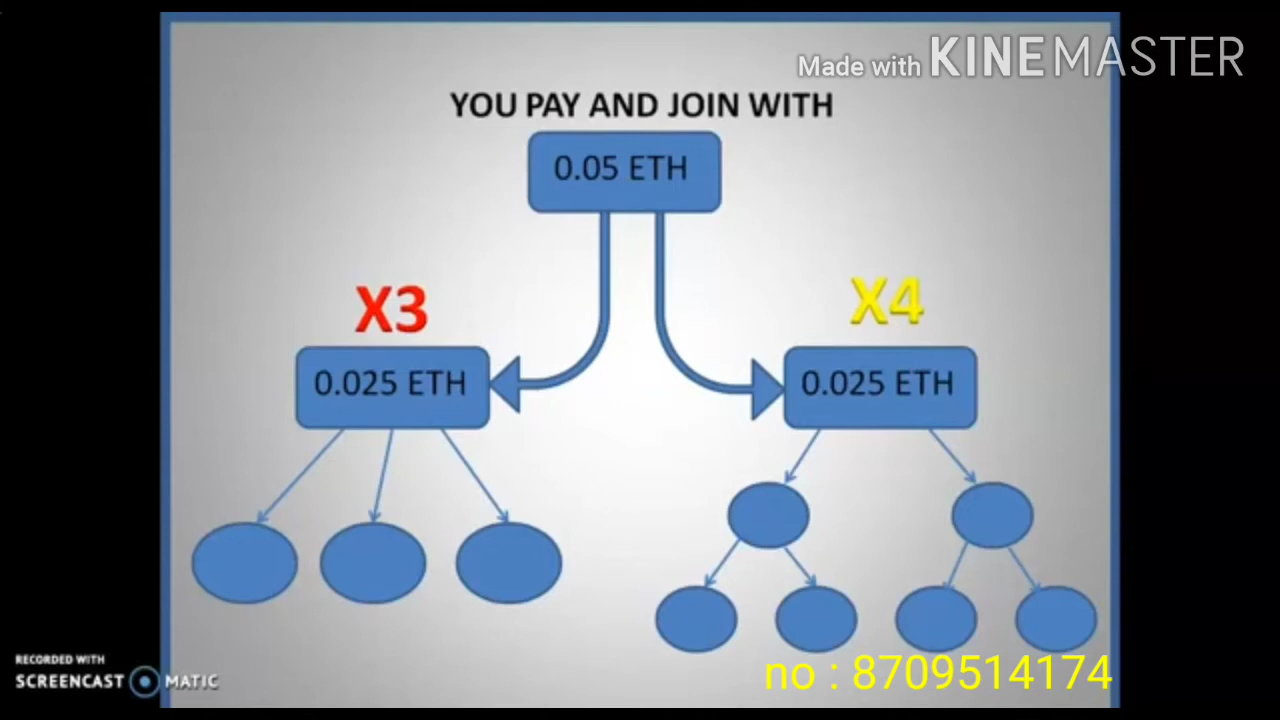 Made with KINEMASTER
YOU PAY AND JOIN WITH
0.05 ETH
X3
X4
0.025 ETH
0.025 ETH
RECORDED WITH
SCREENCAST MATIC
no : 8709514174